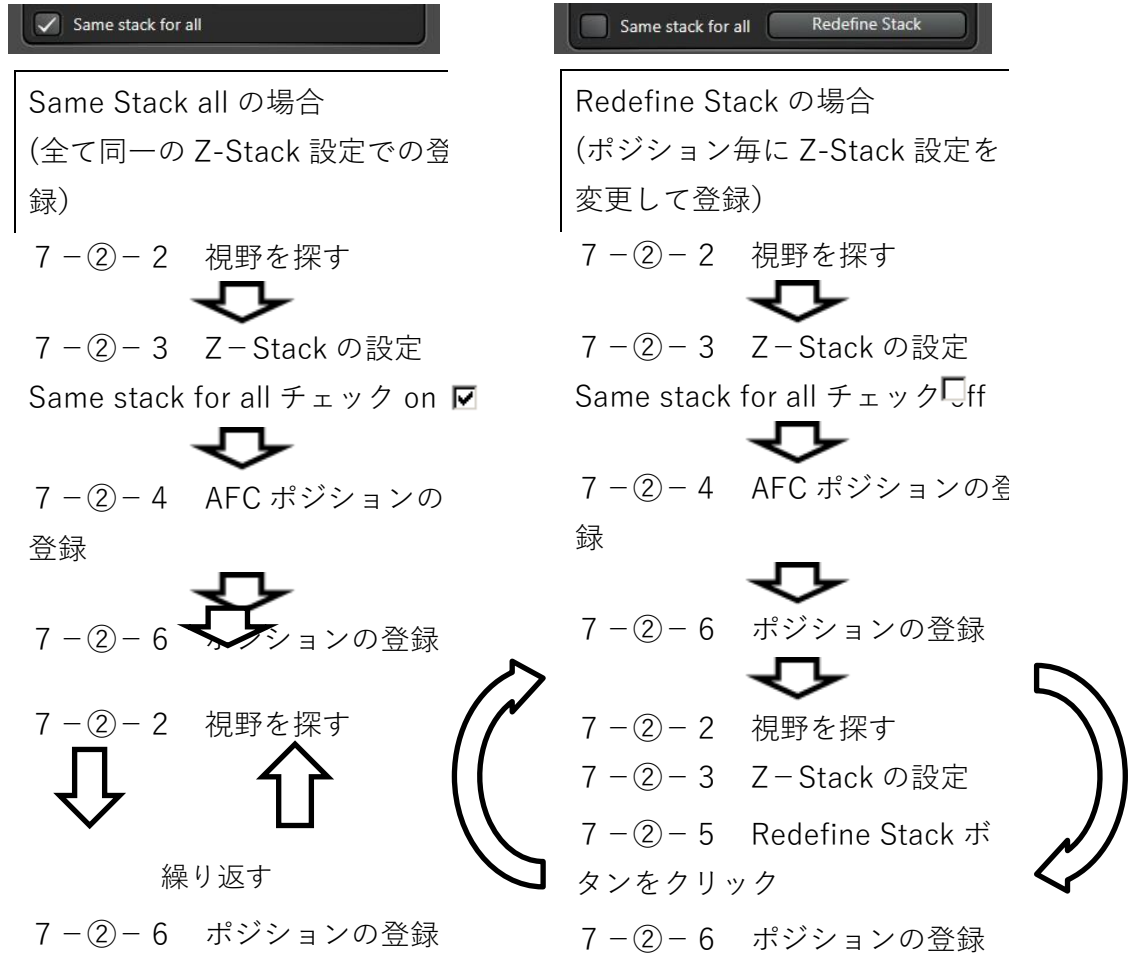 Same stack for all
Same Stack all の場合
(全て同一の Z-Stack 設定での登
録)
7-②-2 視野を探す
7-②-3 Z-Stack の設定
Same stack for all チェック on
7-②-4 AFC ポジションの
登録
7-②-6 ポジションの登録
7-②-2 視野を探す
繰り返す
7-②-6 ポジションの登録
Same stack for all Redefine Stack
Redefine Stack の場合
(ポジション毎に Z-Stack 設定を
変更して登録)
7-②-2 視野を探す
7-②-3 Z-Stack の設定
Same stack for all チェック off
7-②-4 AFC ポジションの登
録
7-②-6 ポジションの登録
7-②-2 視野を探す
7-②-3 Z-Stack の設定
7-②-5 Redefine Stack ボ
タンをクリック
7-②-6 ポジションの登録